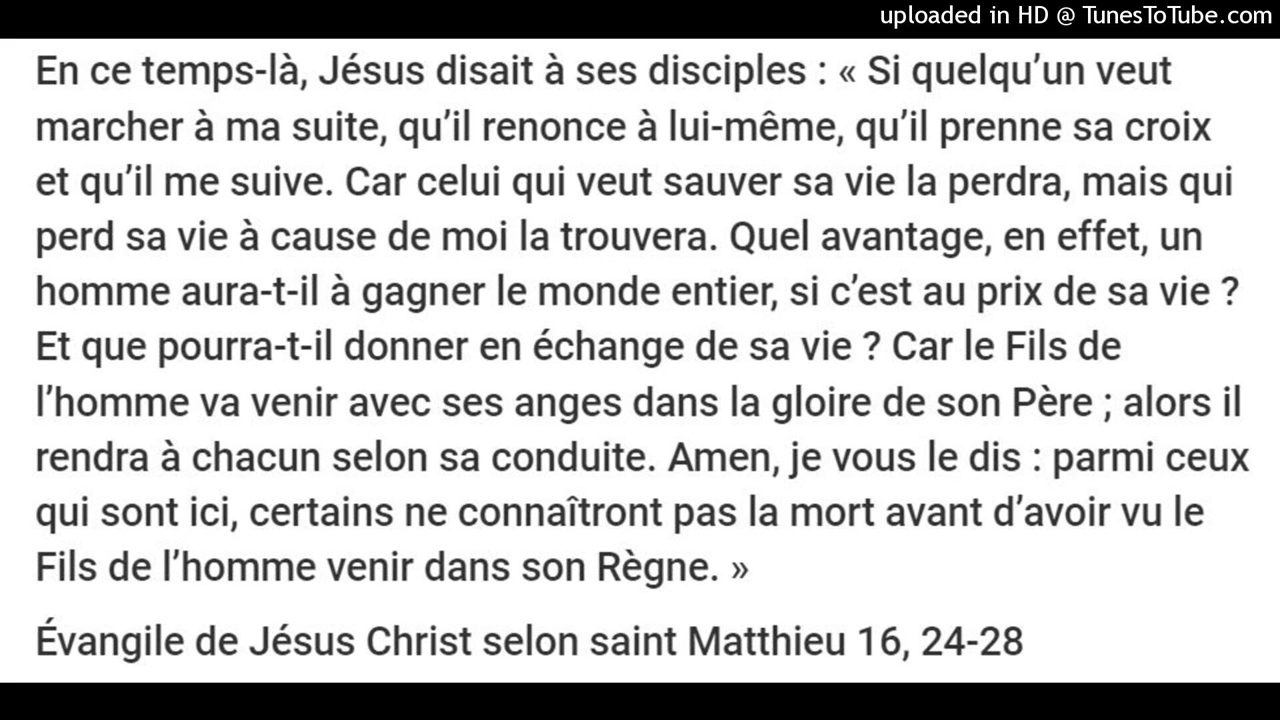 uploaded in HD @ TunesToTube.com
En ce temps-là, Jésus disait à ses disciples : « Si quelqu’un veut
marcher à ma suite, qu’il renonce à lui-même, qu’il prenne sa croix
et qu’il me suive. Car celui qui veut sauver sa vie la perdra, mais qui
perd sa vie à cause de moi la trouvera. Quel avantage, en effet, un
homme aura-t-il à gagner le monde entier, si c’est au prix de sa vie ?
Et que pourra-t-il donner en échange de sa vie ? Car le Fils de
l’homme va venir avec ses anges dans la gloire de son Père ; alors il
rendra à chacun selon sa conduite. Amen, je vous le dis : parmi ceux
qui sont ici, certains ne connaîtront pas la mort avant d’avoir vu le
Fils de l’homme venir dans son Règne. »
Évangile de Jésus Christ selon saint Matthieu 16, 24-28